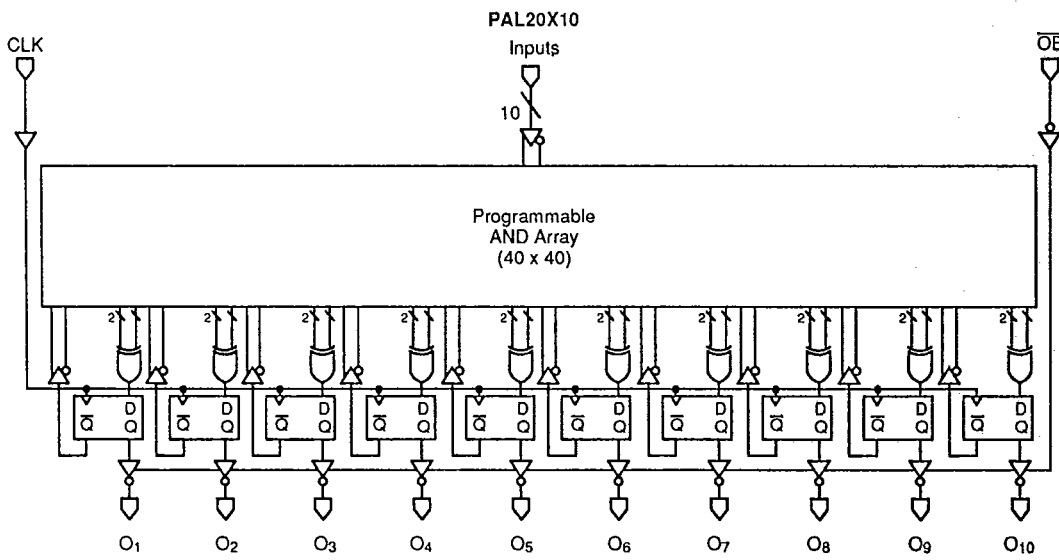 PAL20X10
CLK
Inputs
OE
10
Programmable
AND Array
(40 x 40)
2 2 2 2 2 2 2 2 2 2
Q D Q D Q D Q D Q D Q D Q D Q D Q D Q D
Q Q Q Q Q Q Q Q Q Q
O1 O2 O3 O4 O5 O6 O7 O8 O9 O10